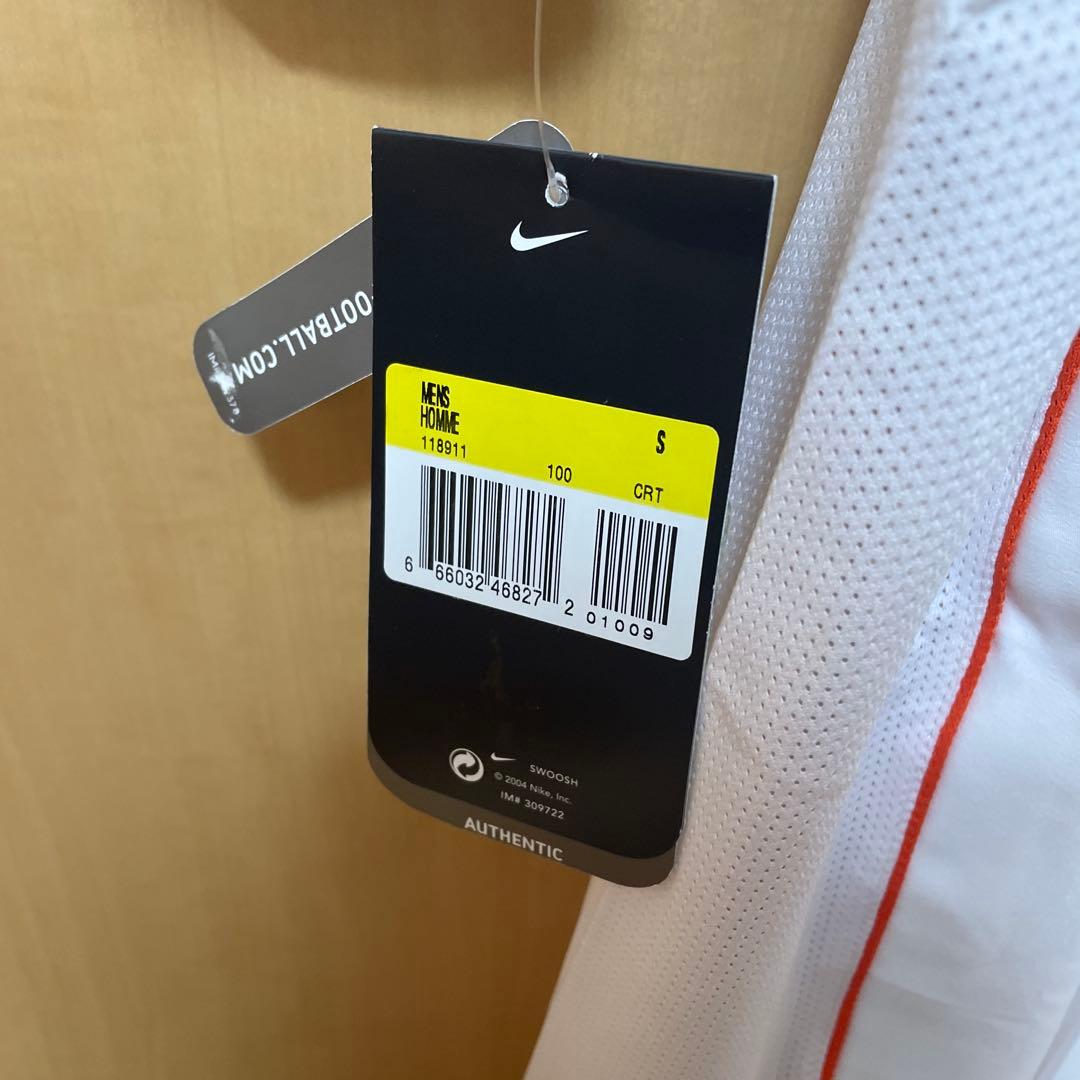 OOTBALL.COM
MENS
HOMME
118911
S
100
CRT
6 66032 46827 2
01009
SWOOSH
© 2004 Nike, Inc.
IM# 309722
AUTHENTIC